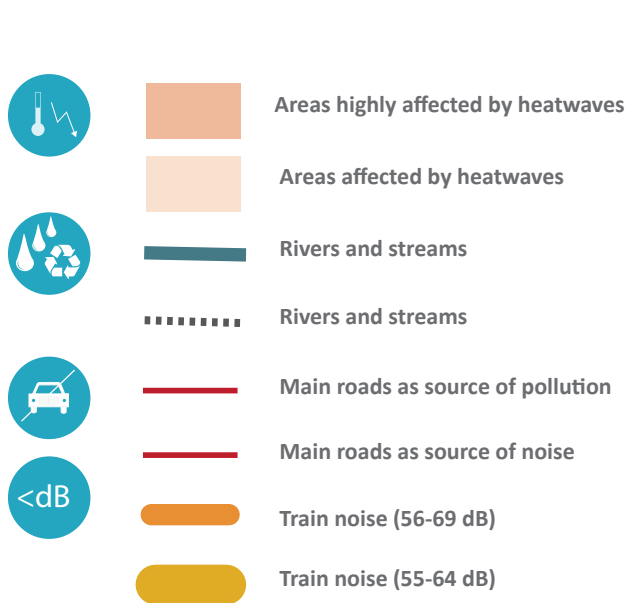 Areas highly affected by heatwaves
Areas affected by heatwaves
Rivers and streams
Rivers and streams
Main roads as source of pollution
Main roads as source of noise
<dB
Train noise (56-69 dB)
Train noise (55-64 dB)